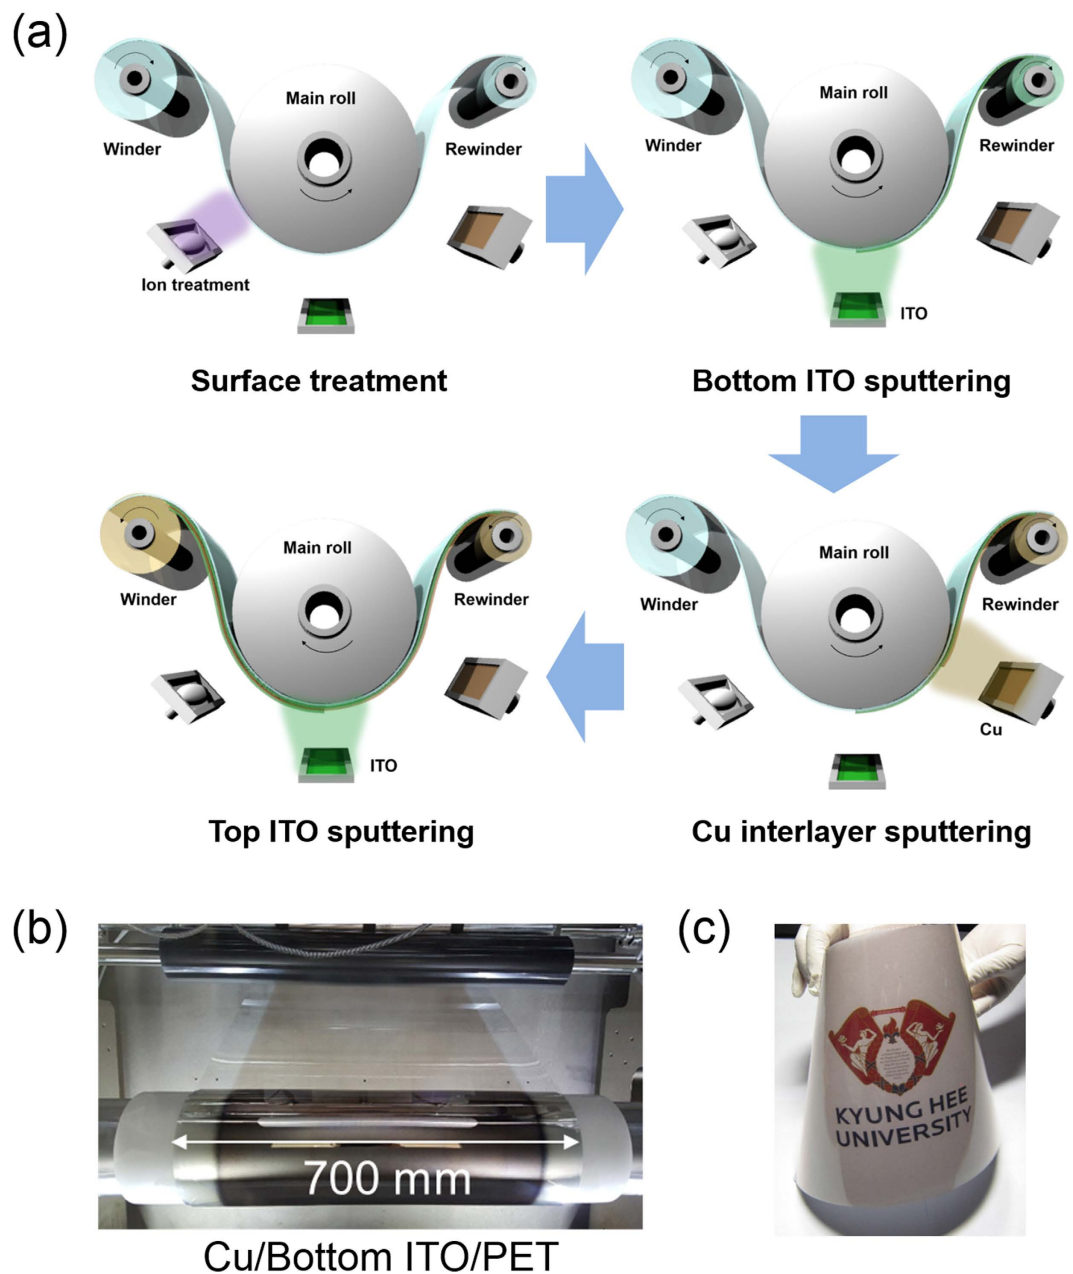 (a)
Main roll
Winder
Rewinder
Ion treatment
Surface treatment
Main roll
Winder
Rewinder
ITO
Bottom ITO sputtering
Main roll
Winder
Rewinder
ITO
Top ITO sputtering
Main roll
Winder
Rewinder
Cu
Cu interlayer sputtering
(b)
700 mm
Cu/Bottom ITO/PET
(c)
KYUNG HEE
UNIVERSITY